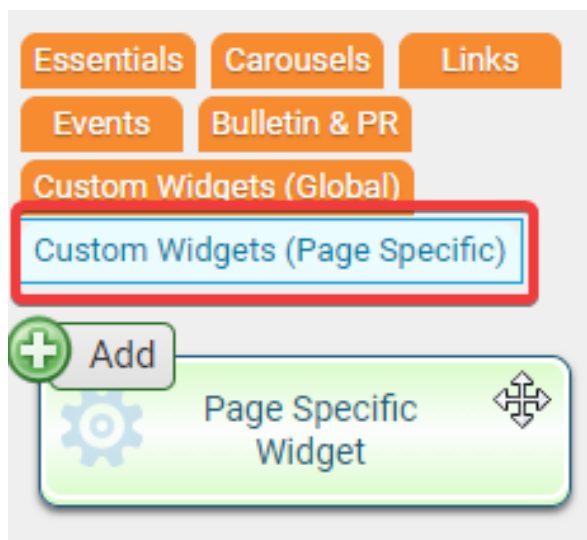 Essentials Carousels Links
Events Bulletin & PR
Custom Widgets (Global)
Custom Widgets (Page Specific)
Add
Page Specific
Widget